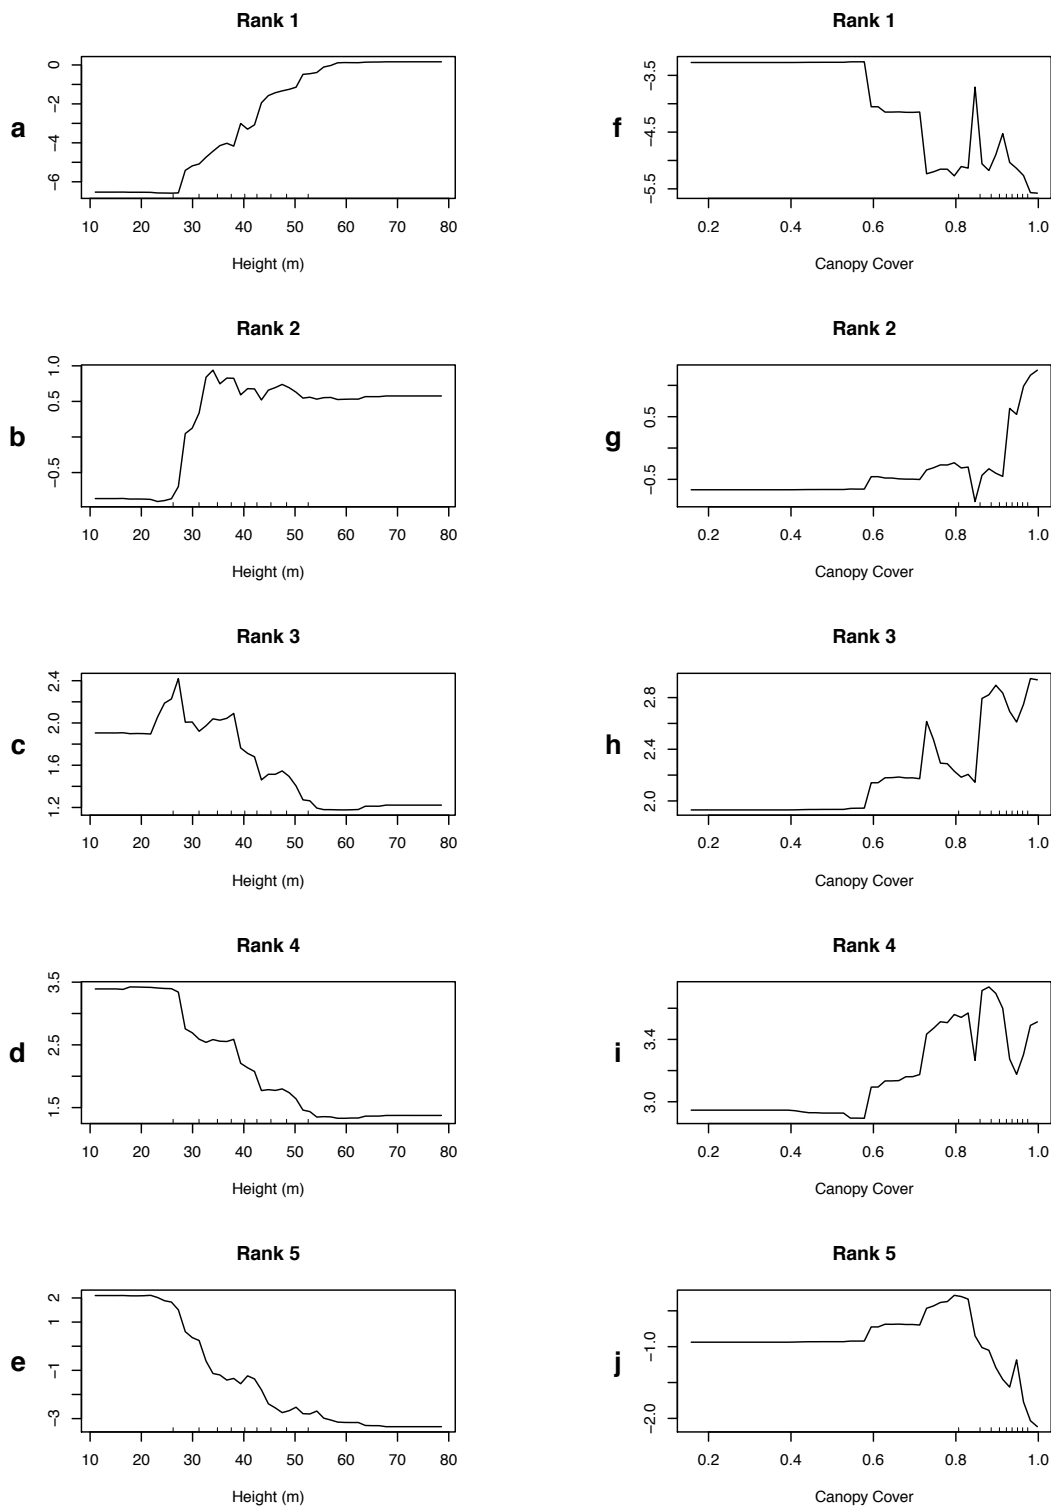 Rank 1
a
0
−2
−4
−6
10 20 30 40 50 60 70 80
Height (m)
Rank 1
f
−3.5
−4.5
−5.5
0.2 0.4 0.6 0.8 1.0
Canopy Cover
Rank 2
b
1.0
0.5
−0.5
10 20 30 40 50 60 70 80
Height (m)
Rank 2
g
0.5
−0.5
0.2 0.4 0.6 0.8 1.0
Canopy Cover
Rank 3
c
2.4
2.0
1.6
1.2
10 20 30 40 50 60 70 80
Height (m)
Rank 3
h
2.8
2.4
2.0
0.2 0.4 0.6 0.8 1.0
Canopy Cover
Rank 4
d
3.5
2.5
1.5
10 20 30 40 50 60 70 80
Height (m)
Rank 4
i
3.4
3.0
0.2 0.4 0.6 0.8 1.0
Canopy Cover
Rank 5
e
2
−1
−3
10 20 30 40 50 60 70 80
Height (m)
Rank 5
j
−1.0
−2.0
0.2 0.4 0.6 0.8 1.0
Canopy Cover